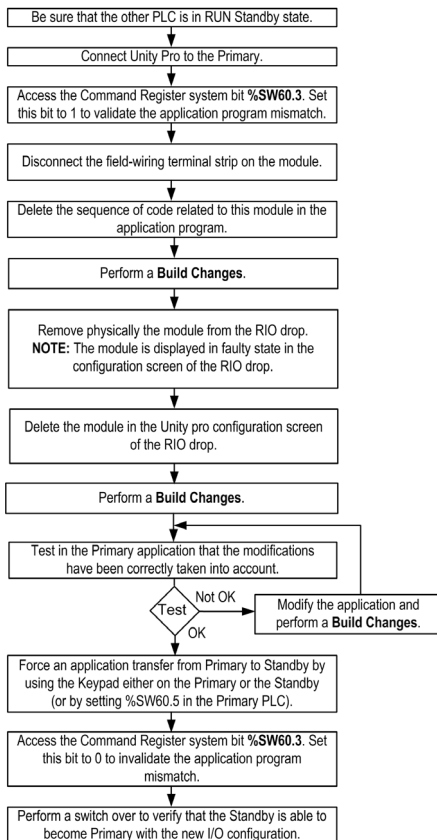 Be sure that the other PLC is in RUN Standby state.
Connect Unity Pro to the Primary.
Access the Command Register system bit %SW60.3. Set
this bit to 1 to validate the application program mismatch.
Disconnect the field-wiring terminal strip on the module.
Delete the sequence of code related to this module in the
application program.
Perform a Build Changes.
Remove physically the module from the RIO drop.
NOTE: The module is displayed in faulty state in the
configuration screen of the RIO drop.
Delete the module in the Unity pro configuration screen
of the RIO drop.
Perform a Build Changes.
Test in the Primary application that the modifications
have been correctly taken into account.
Test
Not OK
Modify the application and
perform a Build Changes.
OK
Force an application transfer from Primary to Standby by
using the Keypad either on the Primary or the Standby
(or by setting %SW60.5 in the Primary PLC).
Access the Command Register system bit %SW60.3. Set
this bit to 0 to invalidate the application program
mismatch.
Perform a switch over to verify that the Standby is able to
become Primary with the new I/O configuration.